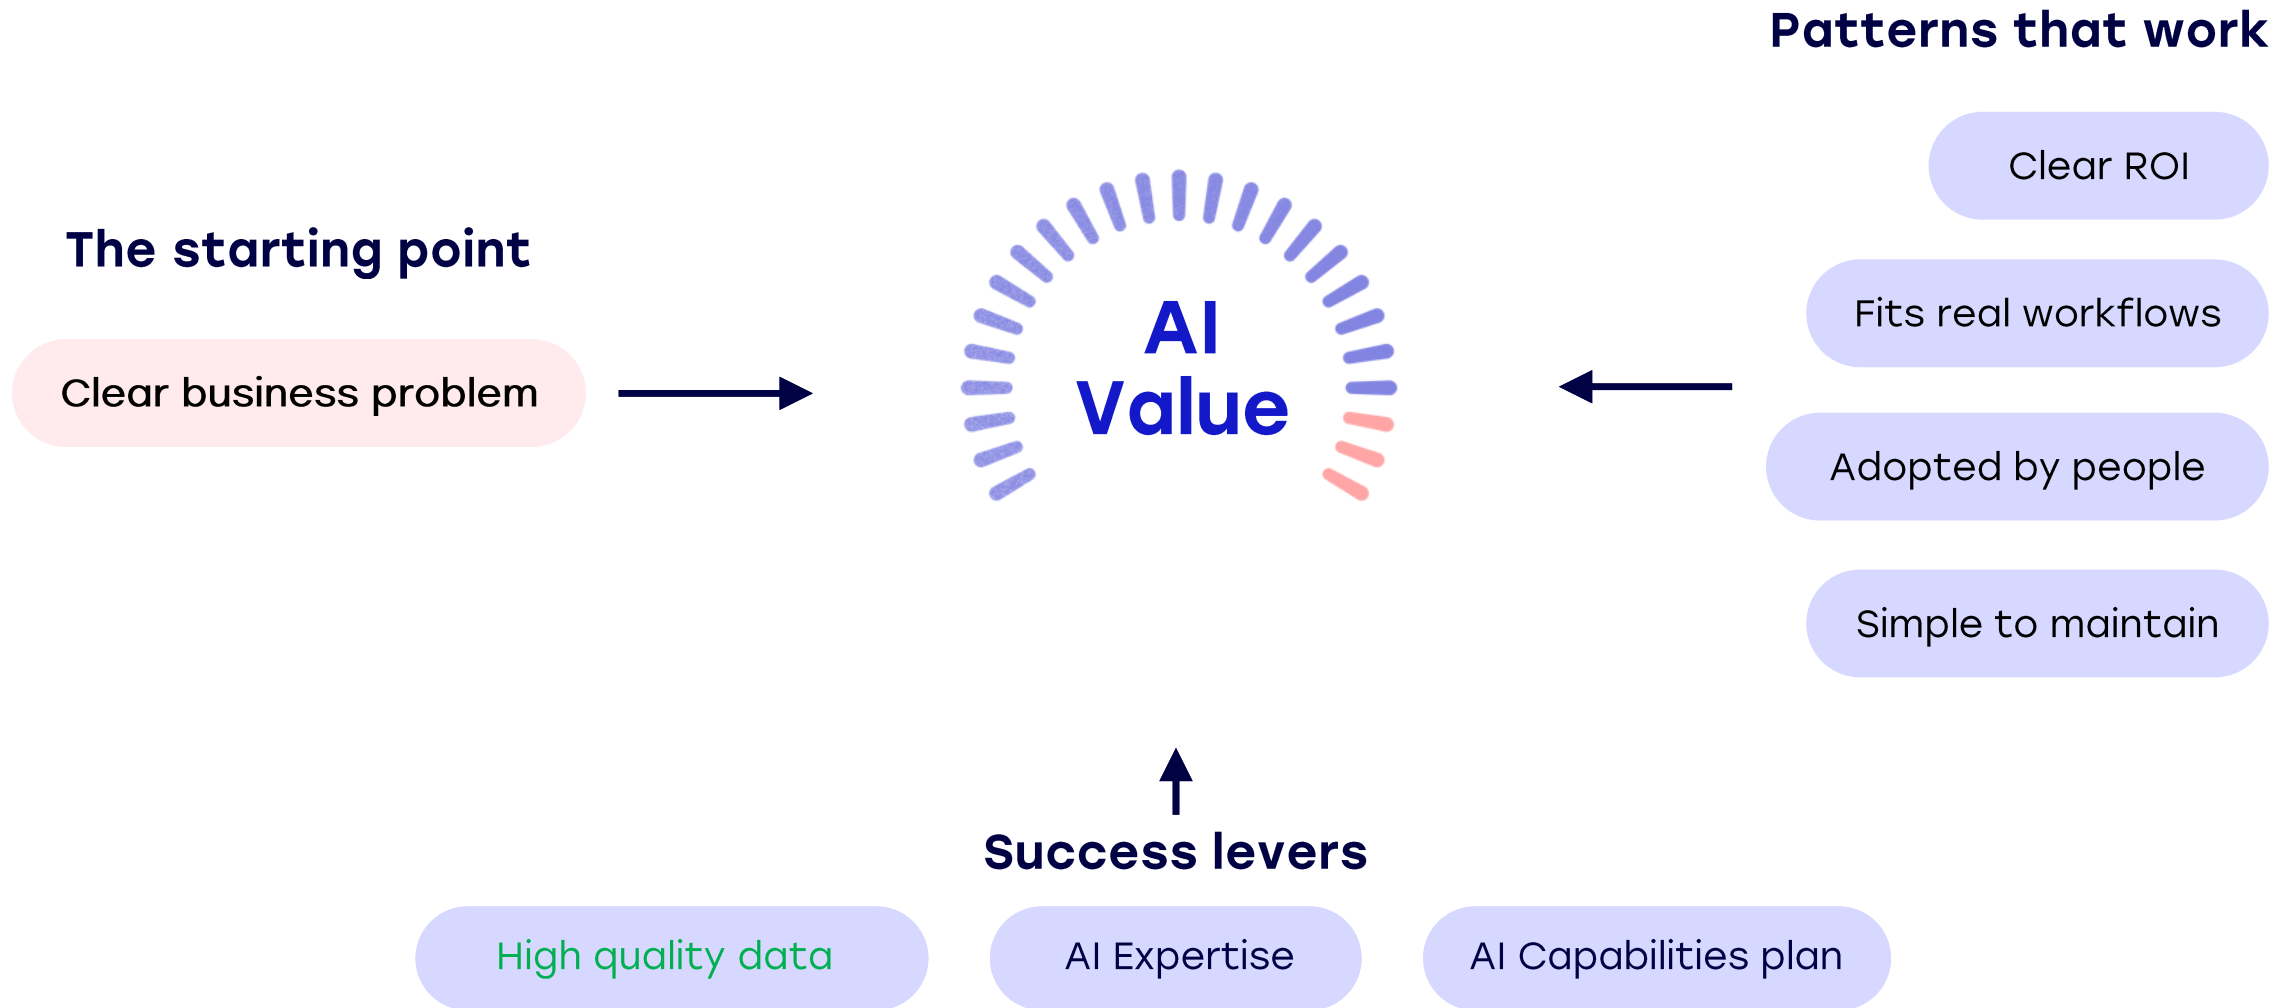 Patterns that work
Clear ROI
Fits real workflows
Adopted by people
Simple to maintain
The starting point
Clear business problem
AI
Value
Success levers
High quality data
AI Expertise
AI Capabilities plan